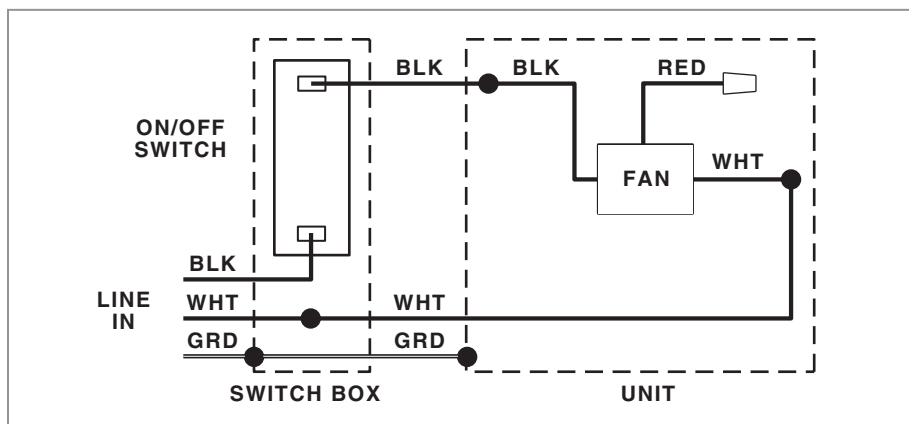 BLK
BLK
RED
ON/OFF
SWITCH
FAN
WHT
BLK
LINE
IN
WHT
WHT
GRD
GRD
SWITCH BOX
UNIT